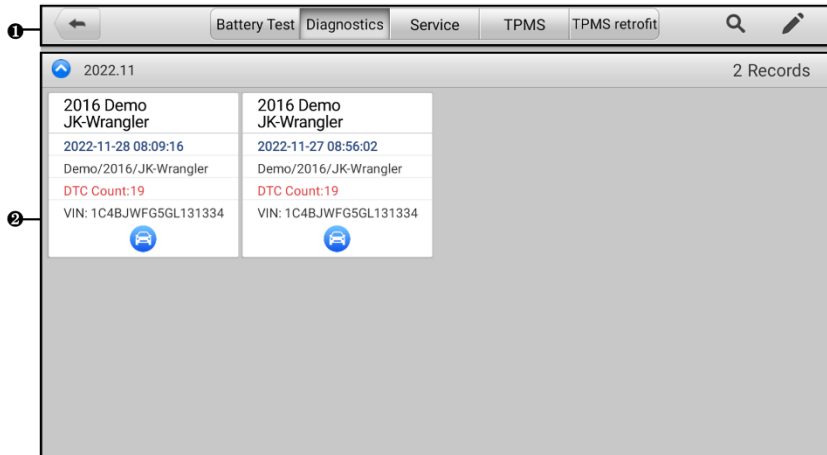 ❶
Battery Test Diagnostics Service TPMS TPMS retrofit
2022.11 2 Records
2016 Demo
JK-Wrangler
2022-11-28 08:09:16
Demo/2016/JK-Wrangler
DTC Count:19
VIN: 1C4BJWFG5GL131334
2016 Demo
JK-Wrangler
2022-11-27 08:56:02
Demo/2016/JK-Wrangler
DTC Count:19
VIN: 1C4BJWFG5GL131334
❷